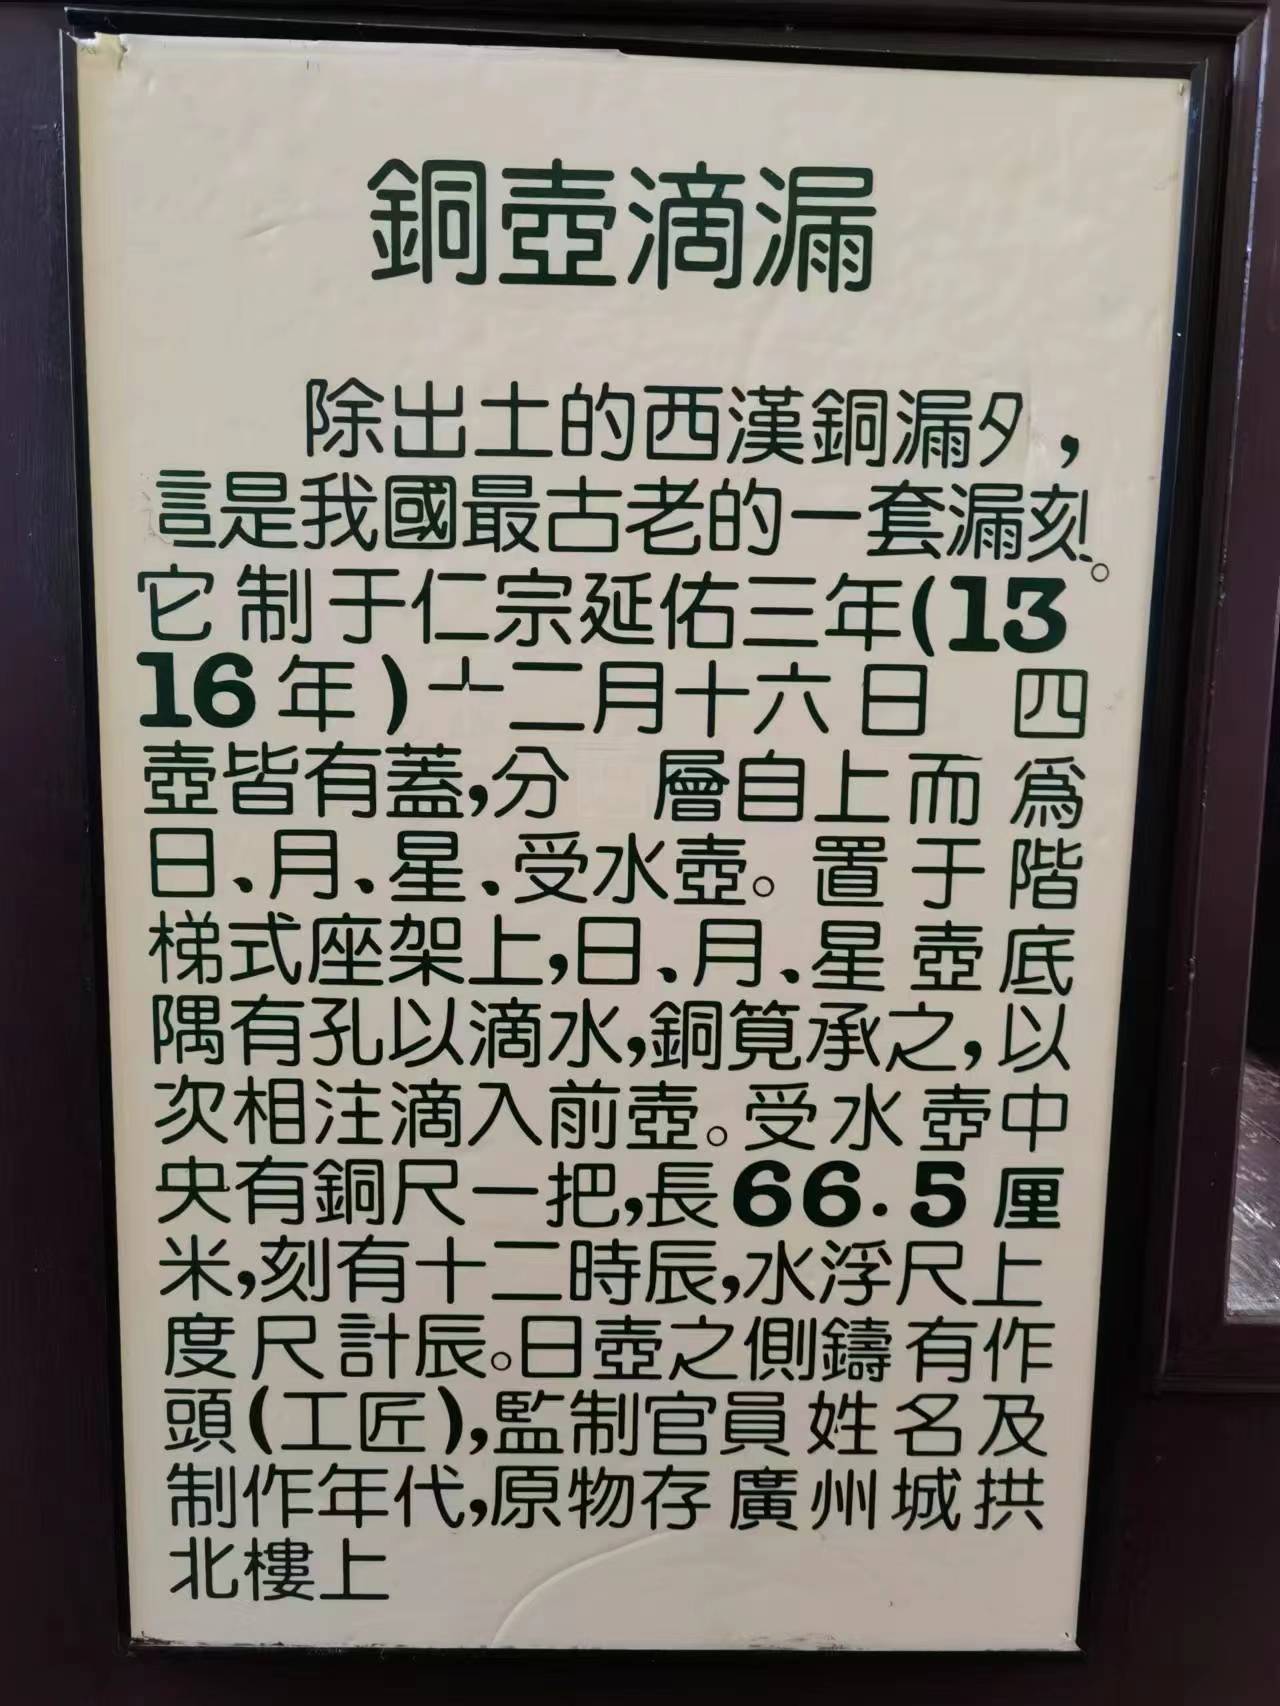 銅壺滴漏
除出土的西漢銅漏夕，
言是我國最古老的一套漏刻。
它制于仁宗延佑三年(13
16年)十二月十六日 四
壺皆有蓋,分 層自上而爲
日、月、星、受水壺。置于階
梯式座架上,日、月、星壺底
隅有孔以滴水,銅筧承之,以
次相注滴入前壺。受水壺中
央有銅尺一把,長66.5厘
米,刻有十二時辰,水浮尺上
度尺計辰。日壺之側鑄有作
頭(工匠),監制官員姓名及
制作年代,原物存廣州城拱
北樓上